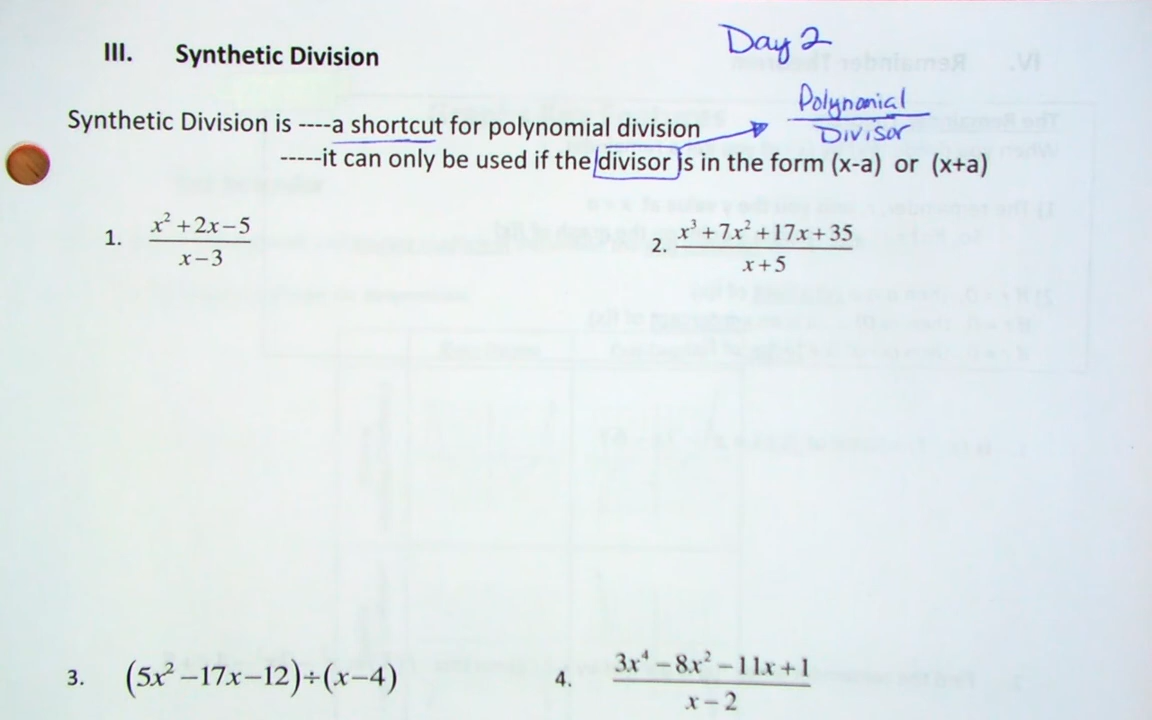 Day 2
III. Synthetic Division
Polynomial
Divisor
Synthetic Division is ----a shortcut for polynomial division
-----it can only be used if the divisor is in the form (x-a) or (x+a)
1. x²+2x−5
x−3
2. x³+7x²+17x+35
x+5
3. (5x²−17x−12)÷(x−4)
4. 3x⁴−8x²−11x+1
x−2